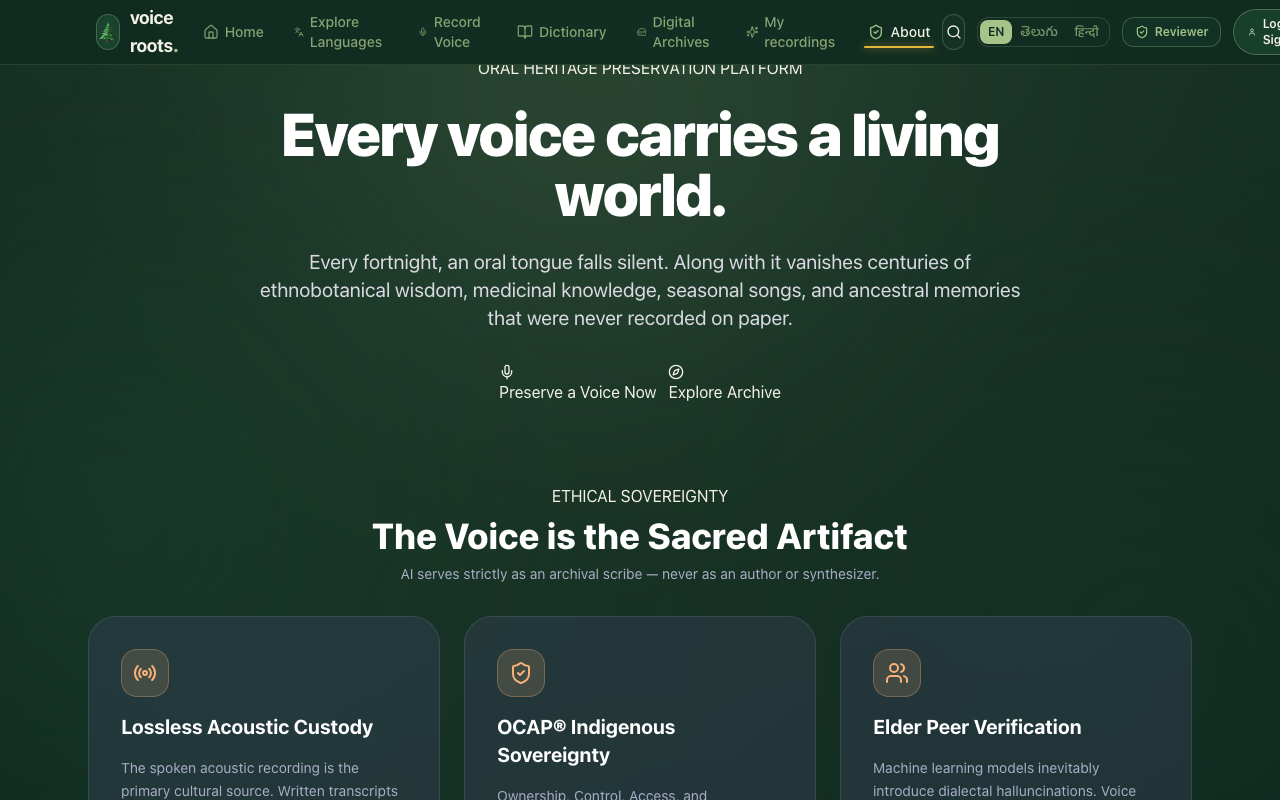 voice
roots.
Home
Explore
Languages
Record
Voice
Dictionary
Digital
Archives
My
recordings
About
EN
తెలుగు
हिन्दी
Reviewer
ORAL HERITAGE PRESERVATION PLATFORM
Every voice carries a living
world.
Every fortnight, an oral tongue falls silent. Along with it vanishes centuries of
ethnobotanical wisdom, medicinal knowledge, seasonal songs, and ancestral memories
that were never recorded on paper.
Preserve a Voice Now
Explore Archive
ETHICAL SOVEREIGNTY
The Voice is the Sacred Artifact
AI serves strictly as an archival scribe — never as an author or synthesizer.
Lossless Acoustic Custody
The spoken acoustic recording is the
primary cultural source. Written transcripts
OCAP® Indigenous
Sovereignty
Ownership, Control, Access, and
Elder Peer Verification
Machine learning models inevitably
introduce dialectal halluncinations. Voice